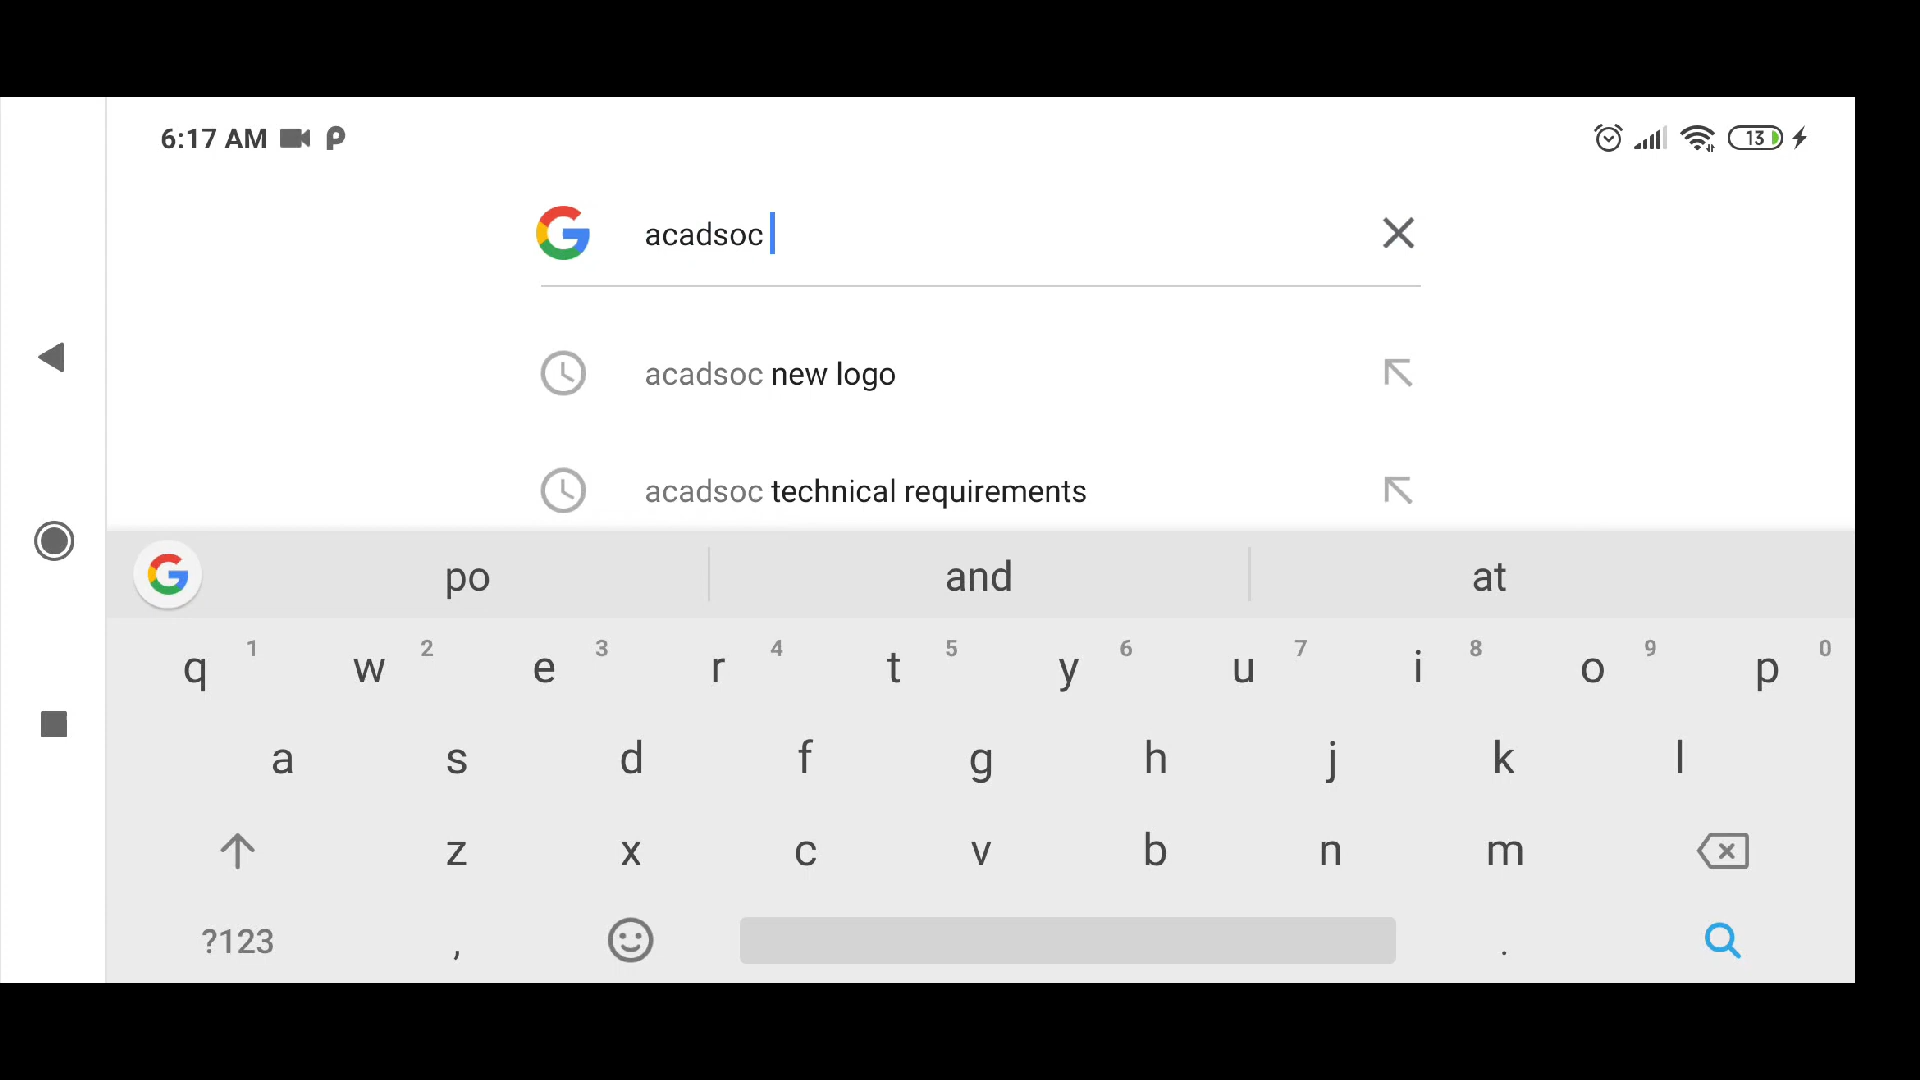 6:17 AM
13
acadsoc
acadsoc new logo
acadsoc technical requirements
po and at
q 1 w 2 e 3 r 4 t 5 y 6 u 7 i 8 o 9 p 0
a s d f g h j k l
z x c v b n m
?123 , .